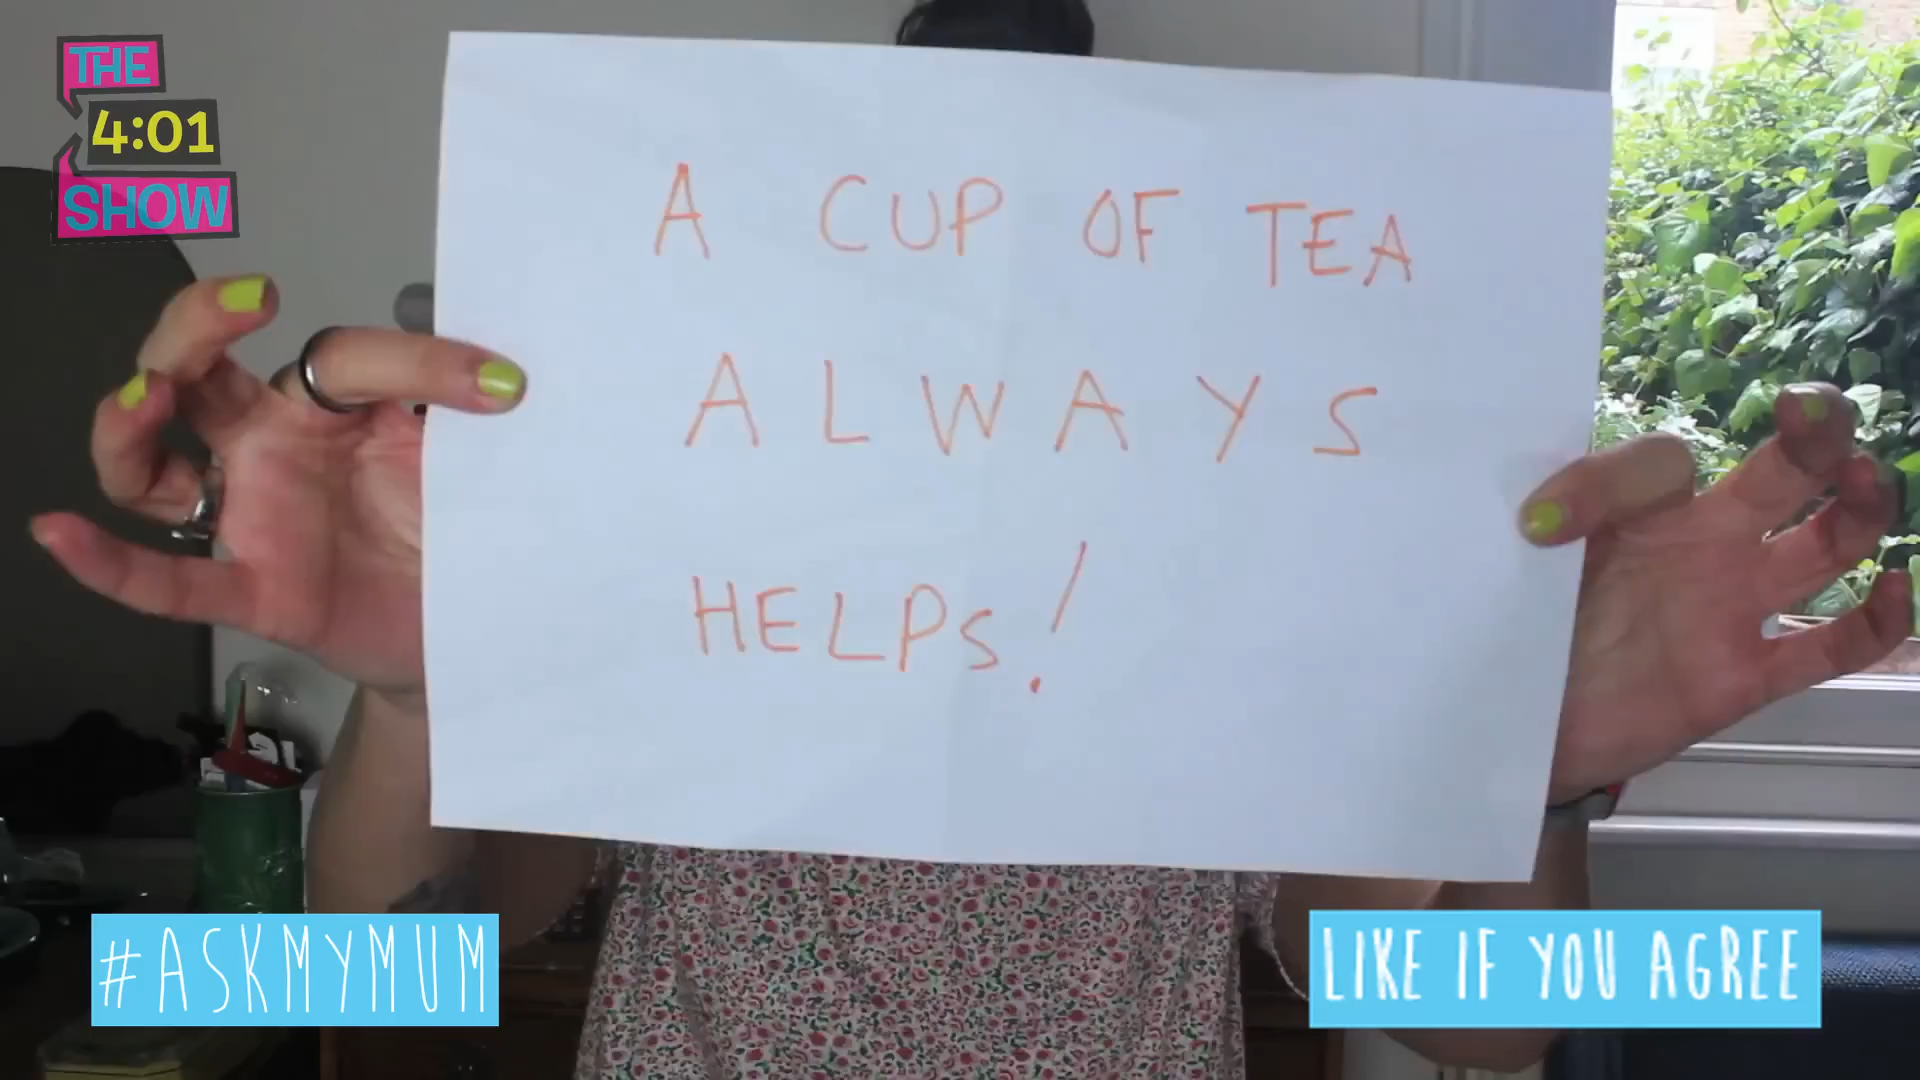 THE
4:01
SHOW
A CUP OF TEA
ALWAYS
HELPS!
#ASKMYMUM
LIKE IF YOU AGREE